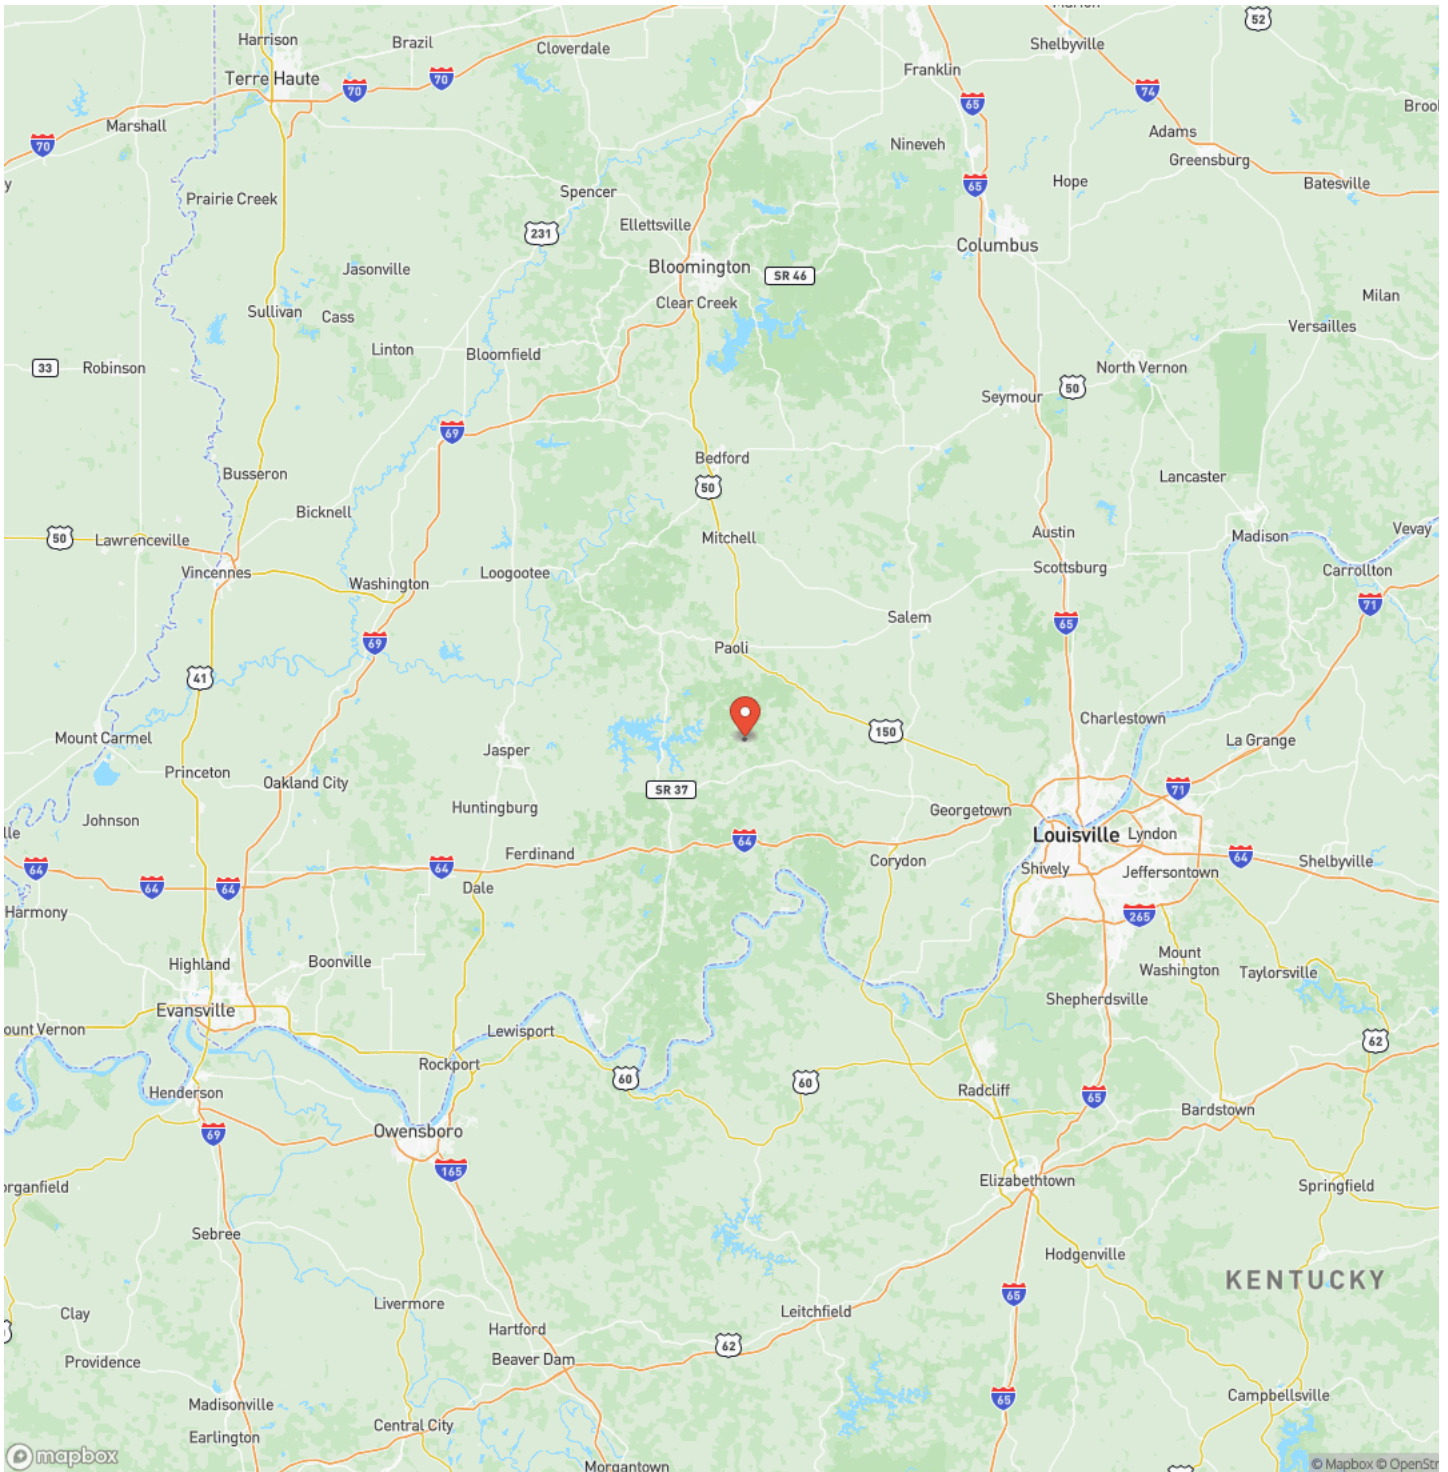 Harrison
Brazil
Cloverdale
Marion
Shelbyville
52
Terre Haute
70
70
Franklin
65
74
Marshall
70
Nineveh
Adams
Greensburg
Prairie Creek
Spencer
65
Hope
Batesville
Ellettsville
231
Columbus
Jasonville
Bloomington
SR 46
Sullivan
Cass
Clear Creek
Milan
Versailles
Linton
Bloomfield
33
Robinson
North Vernon
50
Seymour
69
Bedford
Busseron
50
Lancaster
Bicknell
Austin
Madison
Vevay
50
Lawrenceville
Mitchell
Vincennes
Washington
Loogootee
Scottsburg
Carrollton
71
69
Salem
65
Paoli
41
Mount Carmel
Jasper
150
Charlestown
La Grange
Princeton
Oakland City
SR 37
71
Johnson
Huntingburg
Georgetown
64
Ferdinand
64
Louisville
Lyndon
64
64
64
64
Dale
Corydon
Shively
Jeffersontown
Shelbyville
Harmony
265
Highland
Boonville
Mount
Washington
Taylorsville
Evansville
Shepherdsville
ount Vernon
Lewisport
62
Rockport
60
60
Radcliff
65
Henderson
Bardstown
69
Owensboro
165
Elizabethtown
Springfield
organfield
Sebree
Hodgenville
KENTUCKY
65
Livermore
Leitchfield
Clay
Hartford
62
Providence
Beaver Dam
65
Madisonville
Campbellsville
Central City
Earlington
Morgantown
mapbox
© Mapbox © OpenStr